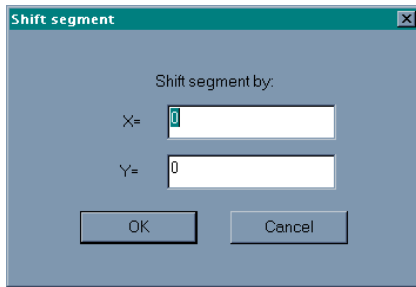 Shift segment
Shift segment by:
X= 0
Y= 0
OK Cancel